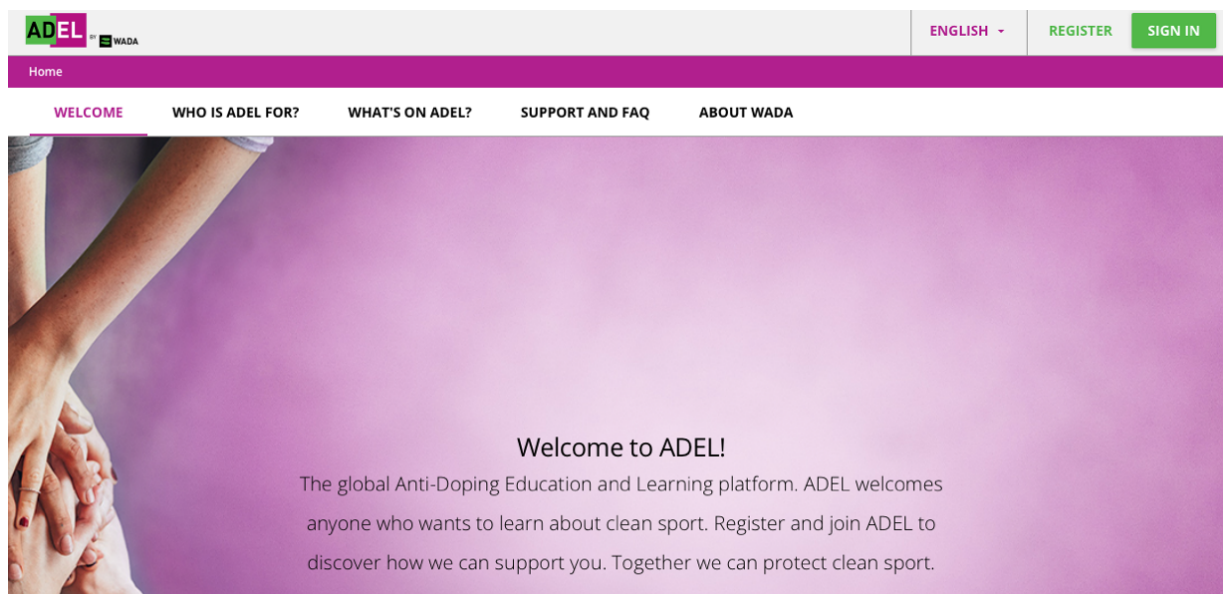 ADEL BY WADA
ENGLISH
REGISTER
SIGN IN
Home
WELCOME
WHO IS ADEL FOR?
WHAT'S ON ADEL?
SUPPORT AND FAQ
ABOUT WADA
Welcome to ADEL!
The global Anti-Doping Education and Learning platform. ADEL welcomes
anyone who wants to learn about clean sport. Register and join ADEL to
discover how we can support you. Together we can protect clean sport.